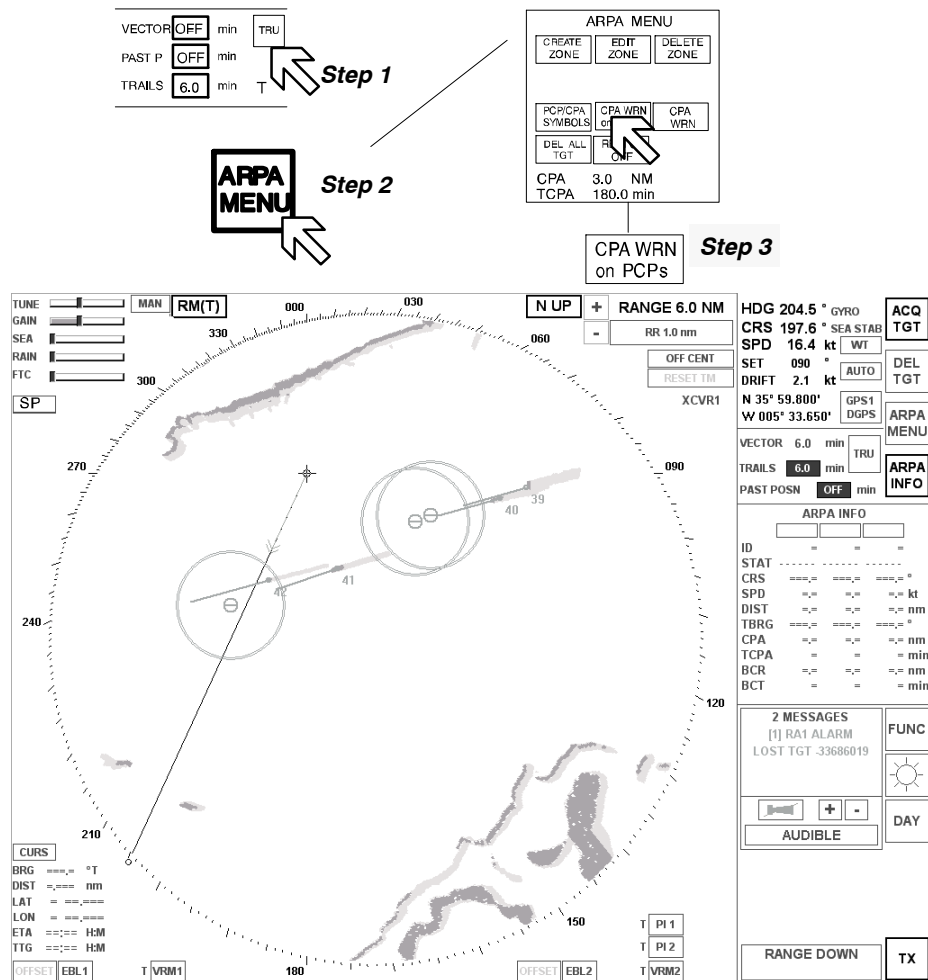 VECTOR OFF min TRU
PAST P OFF min
TRAILS 6.0 min T
Step 1
ARPA MENU
Step 2
ARPA MENU
CREATE ZONE EDIT ZONE DELETE ZONE
PCP/CPA SYMBOLS CPA WRN CPA WRN
DEL ALL TGT OFF
CPA 3.0 NM
TCPA 180.0 min
CPA WRN
on PCPs
Step 3
TUNE
GAIN
SEA
RAIN
FTC
MAN
RM(T)
N UP
+ RANGE 6.0 NM
- RR 1.0 nm
OFF CENT
RESET TM
XCVR1
SP
000
030
060
090
120
150
180
210
240
270
300
330
39
40
41
42
HDG 204.5 ° GYRO
CRS 197.6 ° SEA STAB
SPD 16.4 kt WT
SET 090 °
DRIFT 2.1 kt AUTO
N 35° 59.800'
W 005° 33.650'
GPS1
DGPS
VECTOR 6.0 min TRU
TRAILS 6.0 min
PAST POSN OFF min
ACQ TGT
DEL TGT
ARPA MENU
ARPA INFO
ARPA INFO
ID = = =
STAT ------ ------ ------
CRS ===.= ===.= ===.= °
SPD =.= =.= =.= kt
DIST =.= =.= =.= nm
TBRG ===.= ===.= ===.= °
CPA =.= =.= =.= nm
TCPA = = = min
BCR =.= =.= =.= nm
BCT = = = min
2 MESSAGES
[1] RA1 ALARM
LOST TGT -33686019
FUNC
DAY
+ -
AUDIBLE
CURS
BRG ===.= °T
DIST =.=== nm
LAT = ==.===
LON = ==.===
ETA ==:== H:M
TTG ==:== H:M
OFFSET EBL1 T VRM1
T PI 1
T PI 2
OFFSET EBL2 T VRM2
RANGE DOWN
TX